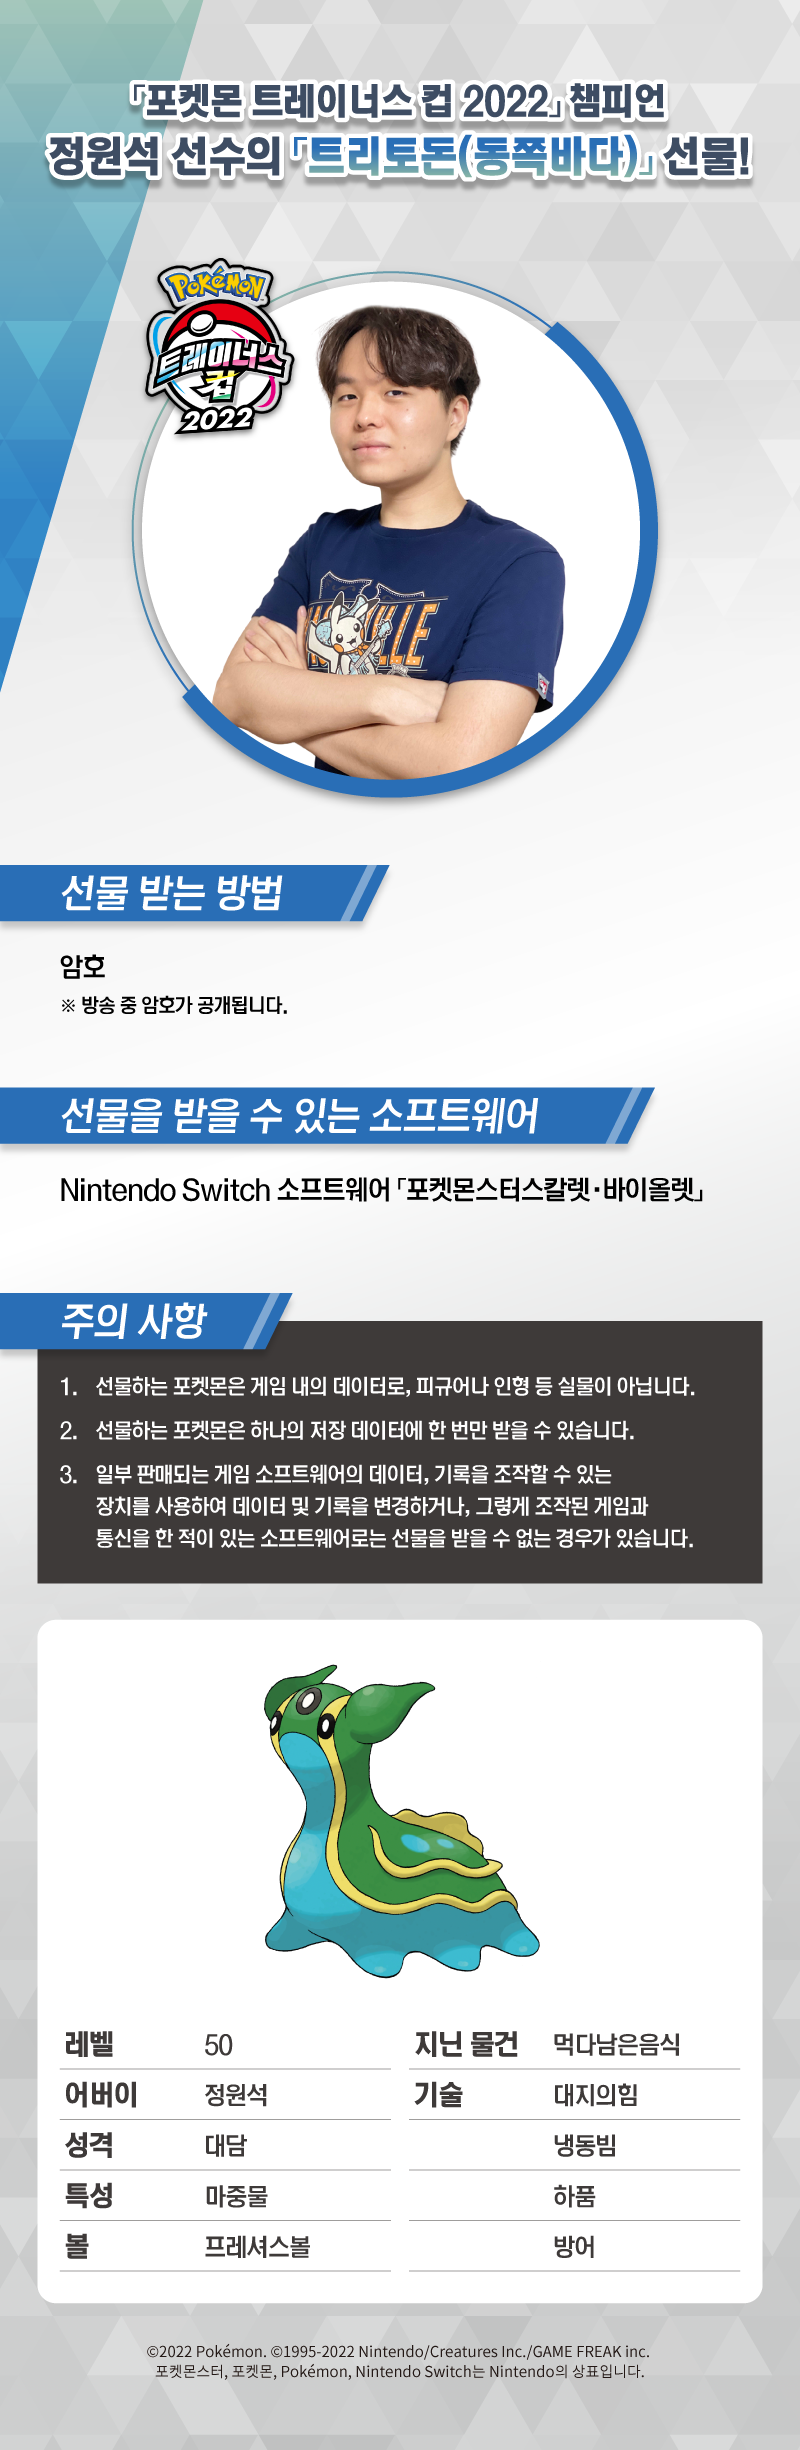 「포켓몬 트레이너스 컵 2022」 챔피언
정원석 선수의 「트리토돈(동쪽바다)」 선물!
POKéMON
트레이너스
컵
2022
선물 받는 방법
암호
※ 방송 중 암호가 공개됩니다.
선물을 받을 수 있는 소프트웨어
Nintendo Switch 소프트웨어 「포켓몬스터스칼렛·바이올렛」
주의 사항
1. 선물하는 포켓몬은 게임 내의 데이터로, 피규어나 인형 등 실물이 아닙니다.
2. 선물하는 포켓몬은 하나의 저장 데이터에 한 번만 받을 수 있습니다.
3. 일부 판매되는 게임 소프트웨어의 데이터, 기록을 조작할 수 있는
장치를 사용하여 데이터 및 기록을 변경하거나, 그렇게 조작된 게임과
통신을 한 적이 있는 소프트웨어로는 선물을 받을 수 없는 경우가 있습니다.
레벨 50 지닌 물건 먹다남은음식
어버이 정원석 기술 대지의힘
성격 대담 냉동빔
특성 마중물 하품
볼 프레셔스볼 방어
©2022 Pokémon. ©1995-2022 Nintendo/Creatures Inc./GAME FREAK inc.
포켓몬스터, 포켓몬, Pokémon, Nintendo Switch는 Nintendo의 상표입니다.